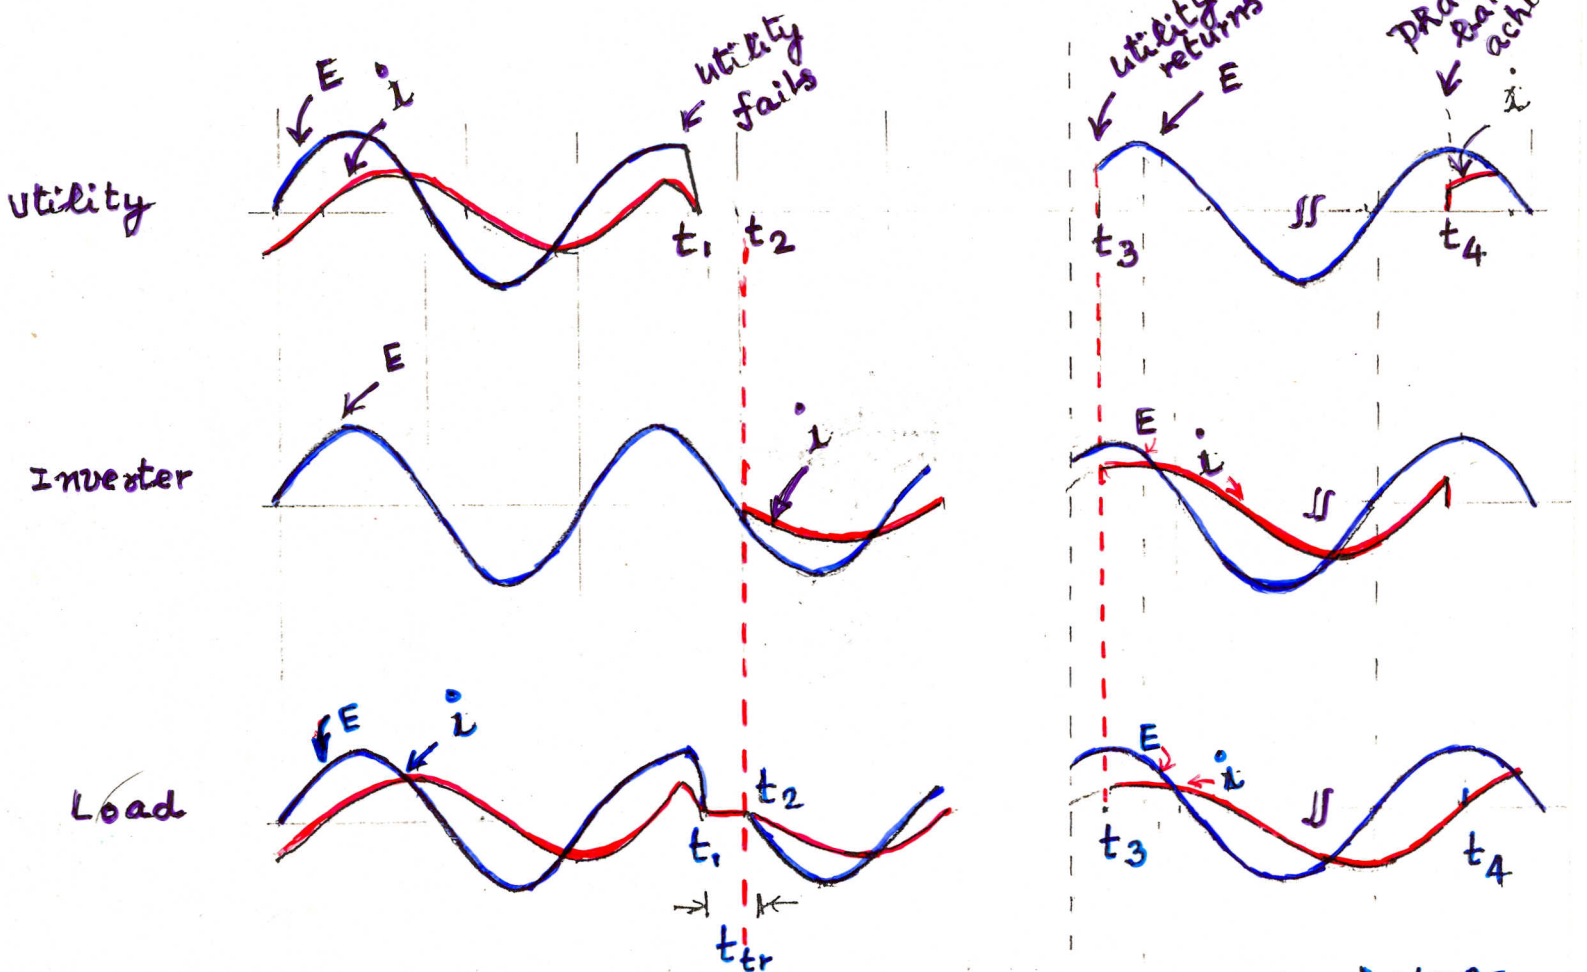 E
i
utility
fails
utility
returns
E
i
Utility
t1
t2
t3
∬
t4
E
i
E
i
Inverter
∬
E
i
E
i
Load
t1
t2
t3
∬
t4
ttr